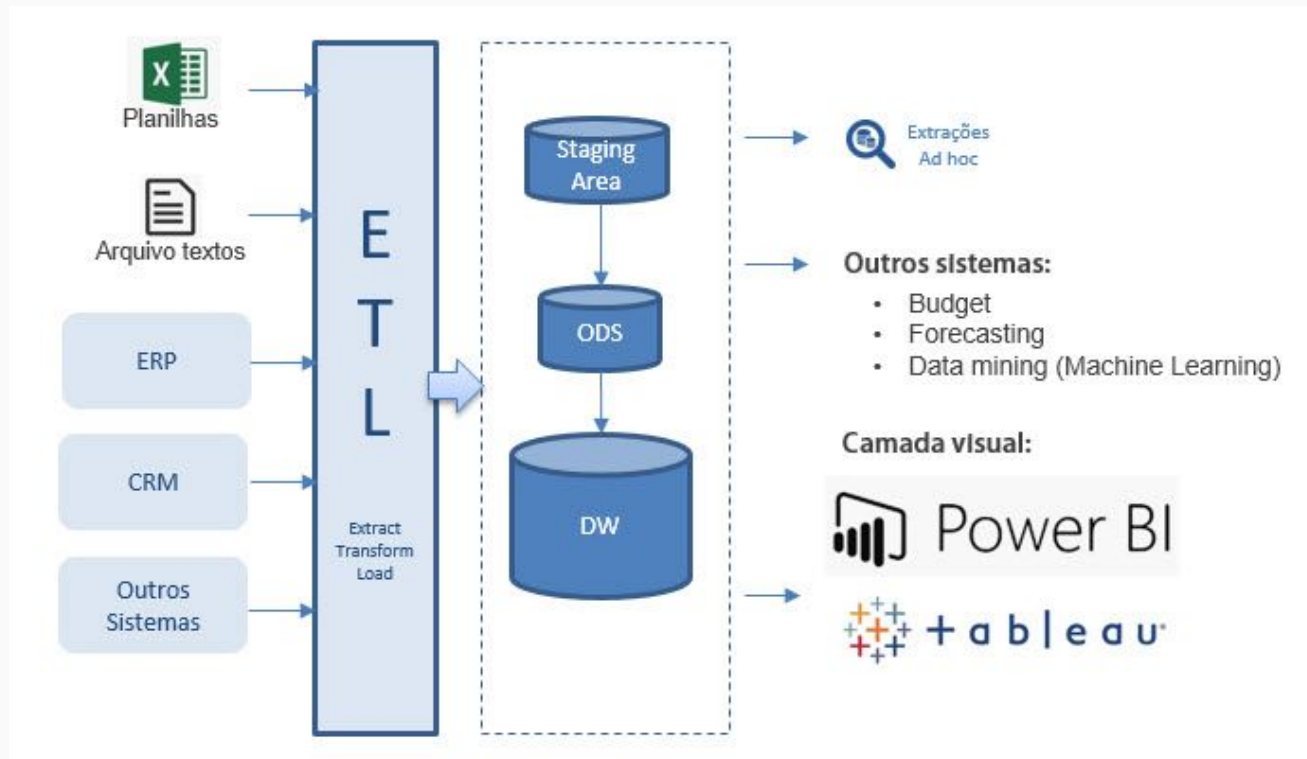 X
Planilhas
Arquivo textos
ERP
CRM
Outros
Sistemas
E
T
L
Extract
Transform
Load
Staging
Area
ODS
DW
Extrações
Ad hoc
Outros sistemas:
• Budget
• Forecasting
• Data mining (Machine Learning)
Camada visual:
Power BI
+ableau